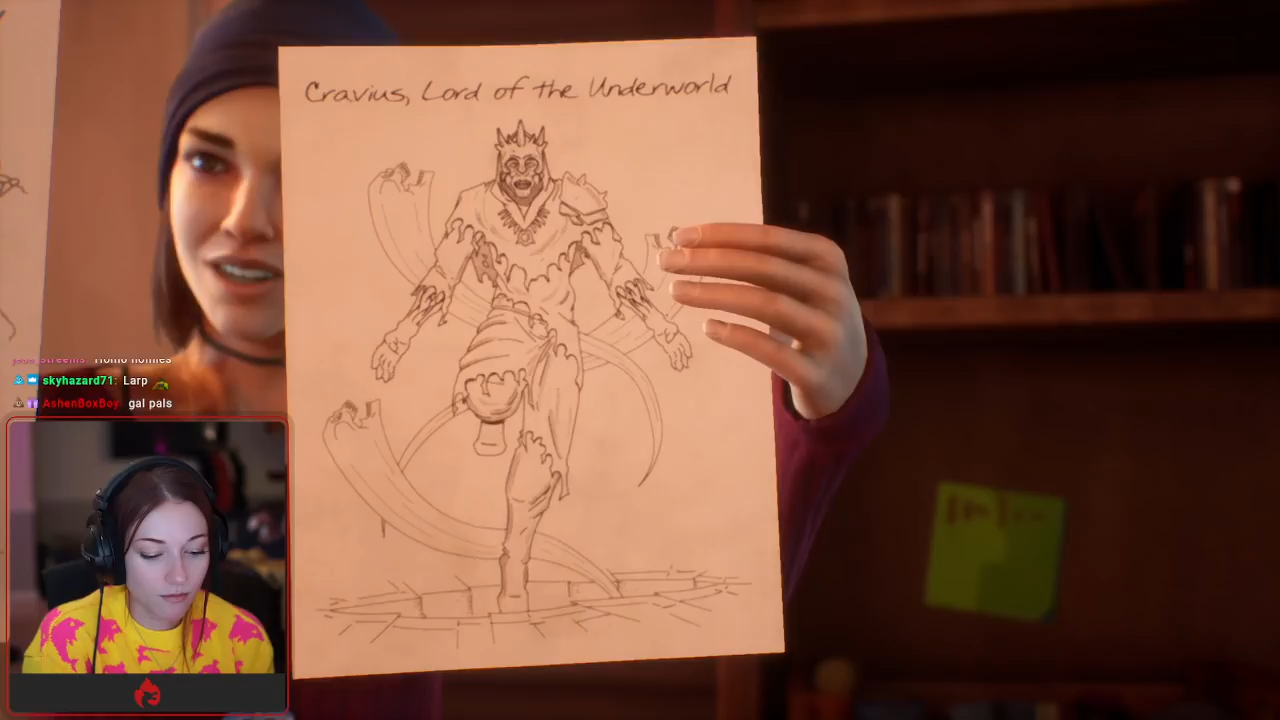 Cravius, Lord of the Underworld
skyhazard71: Larp
AshenBoxBoy: gal pals